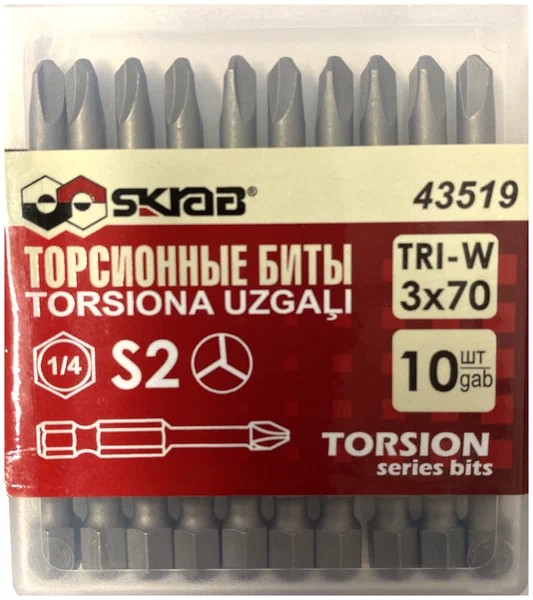 SKRAB® 43519
ТОРСИОННЫЕ БИТЫ
TORSIONA UZGAĻI
TRI-W
3x70
1/4 S2
10 шт
gab
TORSION
series bits